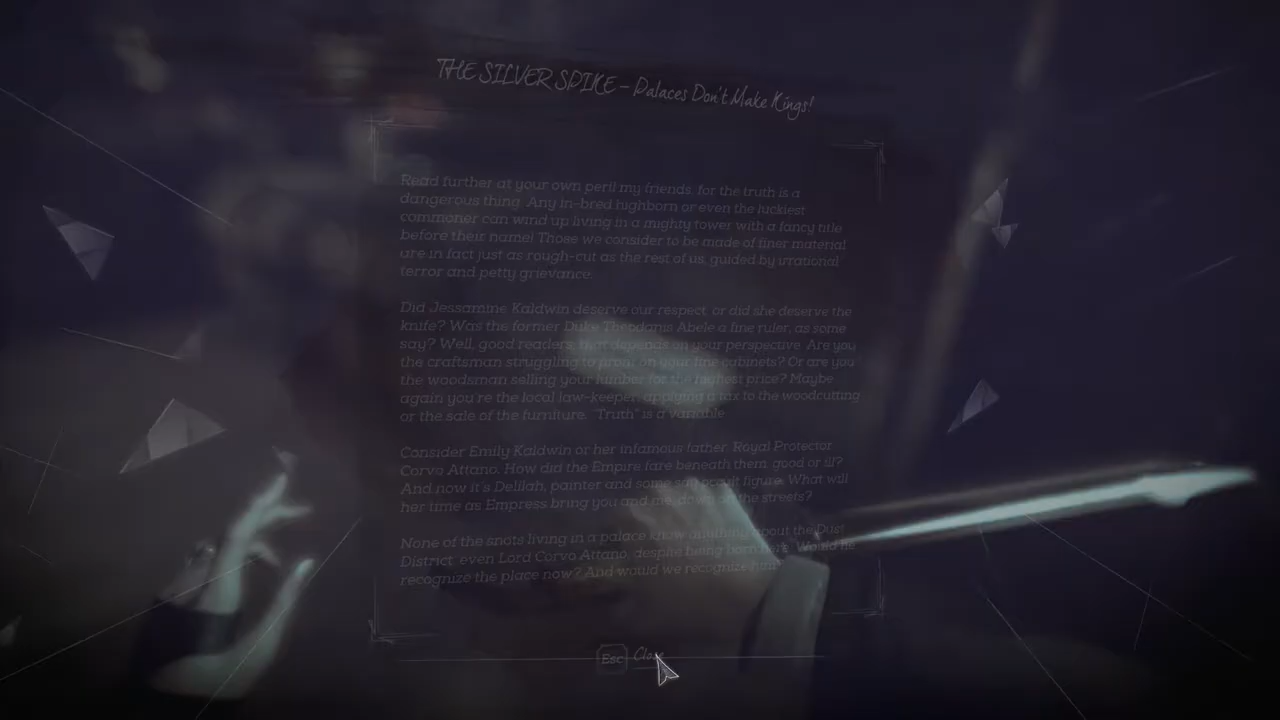 THE SILVER SPIKE - Palaces Don't Make Kings!
Read further at your own peril my friends, for the truth is a
dangerous thing. Any in-bred highborn or even the luckiest
commoner can wind up living in a mighty tower with a fancy title
before their name! Those we consider to be made of finer material
are in fact just as rough-cut as the rest of us, guided by irrational
terror and petty grievance.
Did Jessamine Kaldwin deserve our respect, or did she deserve the
knife? Was the former Duke Theodanis Abele a fine ruler, as some
say? Well, good readers, that depends on your perspective. Are you
the craftsman struggling to profit on your fine cabinets? Or are you
the woodsman selling your lumber for the highest price? Maybe
again you're the local law-keeper, applying a tax to the woodcutting
or the sale of the furniture. "Truth" is a variable.
Consider Emily Kaldwin or her infamous father, Royal Protector
Corvo Attano. How did the Empire fare beneath them, good or ill?
And now it's Delilah, painter and some say occult figure. What will
her time as Empress bring you and me, down on the streets?
None of the snots living in a palace know anything about the Dust
District, even Lord Corvo Attano, despite being born here. Would he
recognize the place now? And would we recognize him?
Esc Close